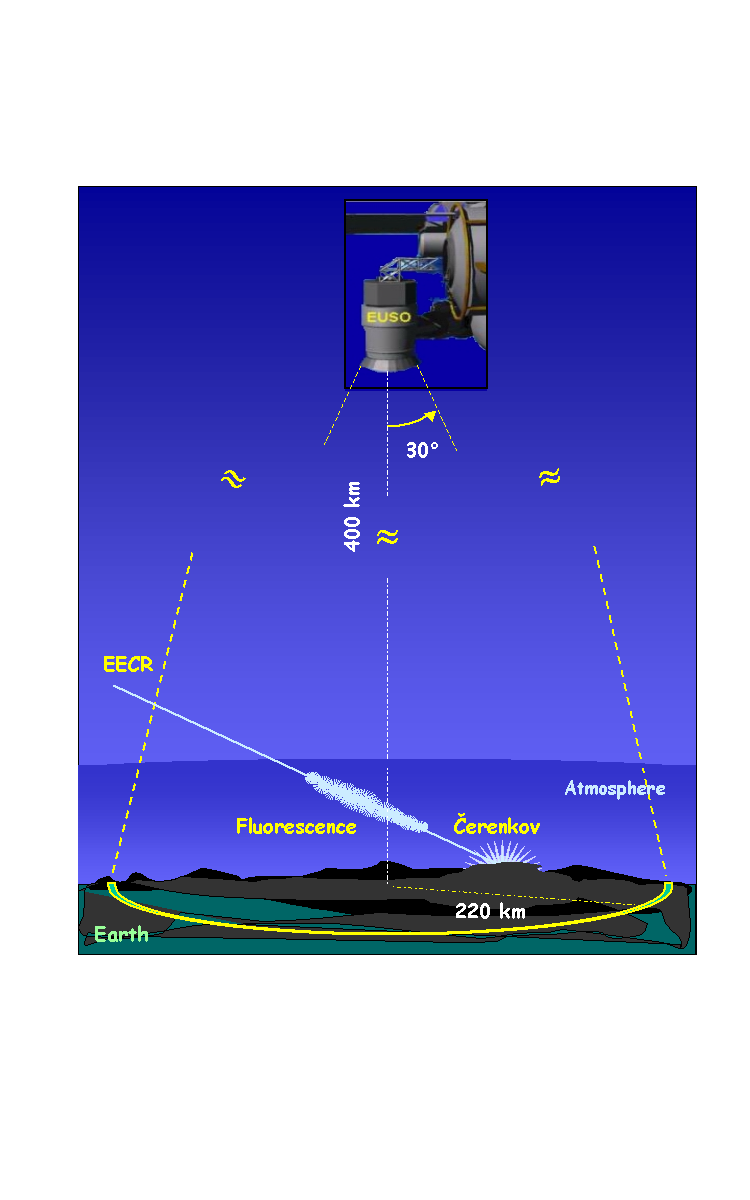 EUSO
30°
400 km
EECR
Atmosphere
Fluorescence
Čerenkov
220 km
Earth